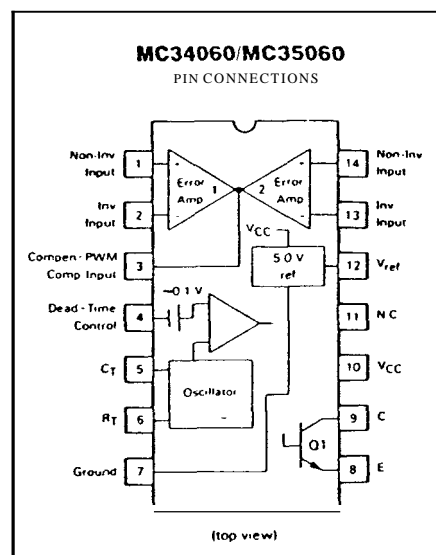 MC34060/MC35060
PIN CONNECTIONS
Non-Inv
Input
1
+
Error
Amp
1
-
2
Error
Amp
+
-
14
Non-Inv
Input
Inv
Input
2
13
Inv
Input
VCC
Compen-PWM
Comp Input
3
5.0 V
ref
12
Vref
≈0.1 V
Dead-Time
Control
4
11
NC
CT
5
10
VCC
Oscillator
RT
6
9
C
Q1
Ground
7
8
E
(top view)